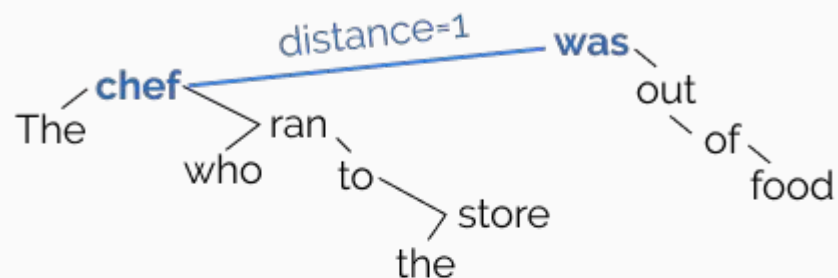 distance=1
was
chef
out
The
ran
of
who
to
food
store
the